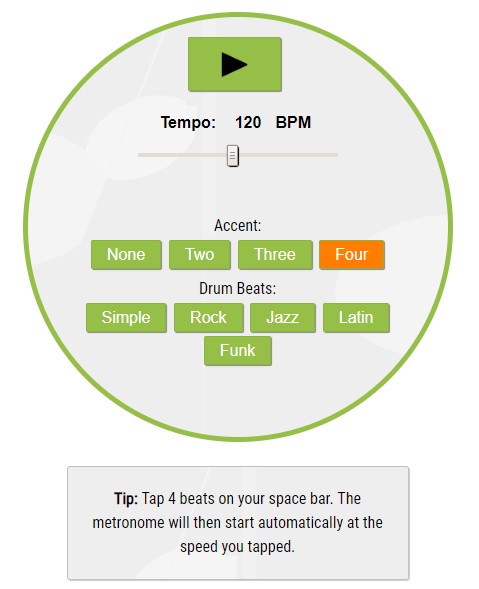 Tempo: 120 BPM
Accent:
None Two Three Four
Drum Beats:
Simple Rock Jazz Latin
Funk
Tip: Tap 4 beats on your space bar. The
metronome will then start automatically at the
speed you tapped.